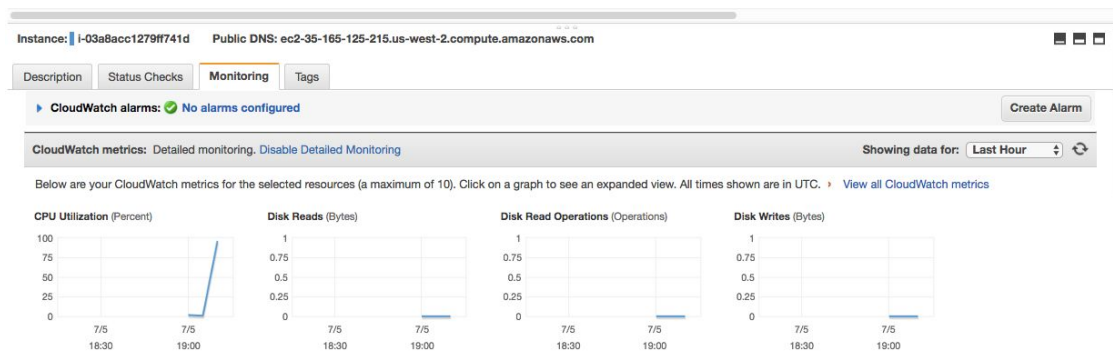 Instance: i-03a8acc1279ff741d Public DNS: ec2-35-165-125-215.us-west-2.compute.amazonaws.com
Description Status Checks Monitoring Tags
CloudWatch alarms: No alarms configured Create Alarm
CloudWatch metrics: Detailed monitoring. Disable Detailed Monitoring Showing data for: Last Hour
Below are your CloudWatch metrics for the selected resources (a maximum of 10). Click on a graph to see an expanded view. All times shown are in UTC. View all CloudWatch metrics
CPU Utilization (Percent) Disk Reads (Bytes) Disk Read Operations (Operations) Disk Writes (Bytes)
100 1 1 1
75 0.75 0.75 0.75
50 0.5 0.5 0.5
25 0.25 0.25 0.25
0 0 0 0
7/5 7/5 7/5 7/5 7/5 7/5 7/5 7/5
18:30 19:00 18:30 19:00 18:30 19:00 18:30 19:00